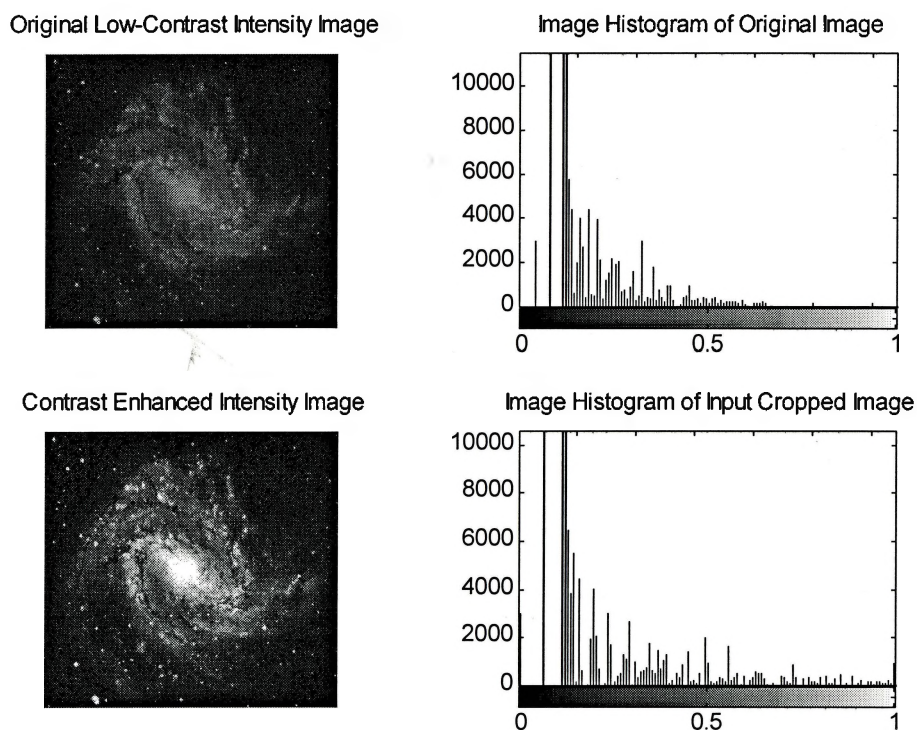 Original Low-Contrast Intensity Image
Image Histogram of Original Image
10000
8000
6000
4000
2000
0
0 0.5 1
Contrast Enhanced Intensity Image
Image Histogram of Input Cropped Image
10000
8000
6000
4000
2000
0
0 0.5 1